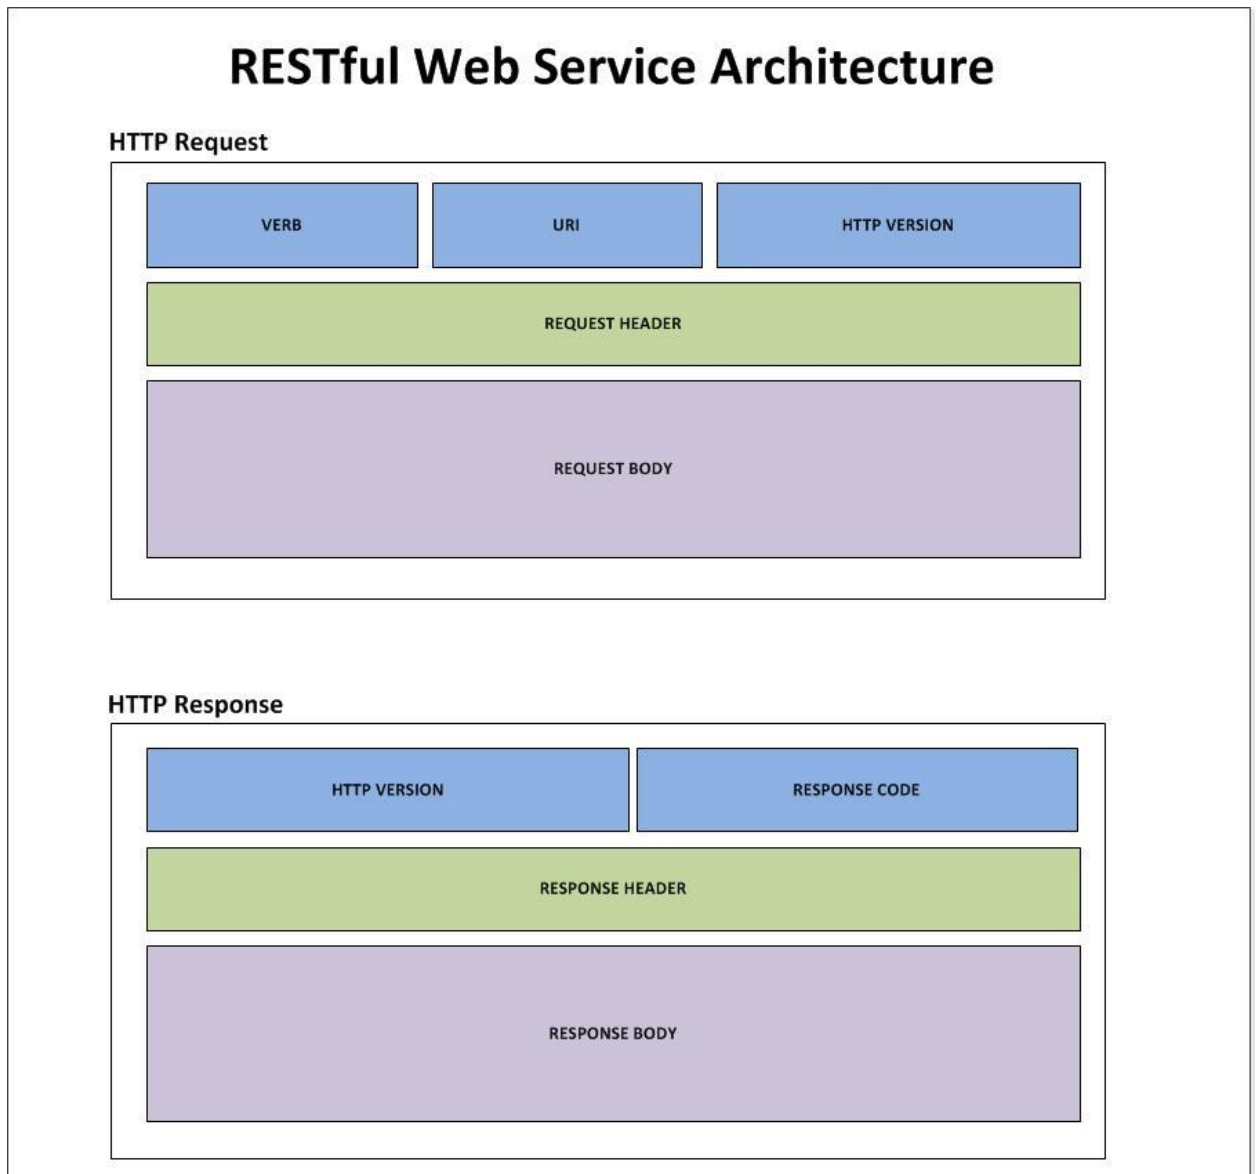 RESTful Web Service Architecture
HTTP Request
VERB URI HTTP VERSION
REQUEST HEADER
REQUEST BODY
HTTP Response
HTTP VERSION RESPONSE CODE
RESPONSE HEADER
RESPONSE BODY